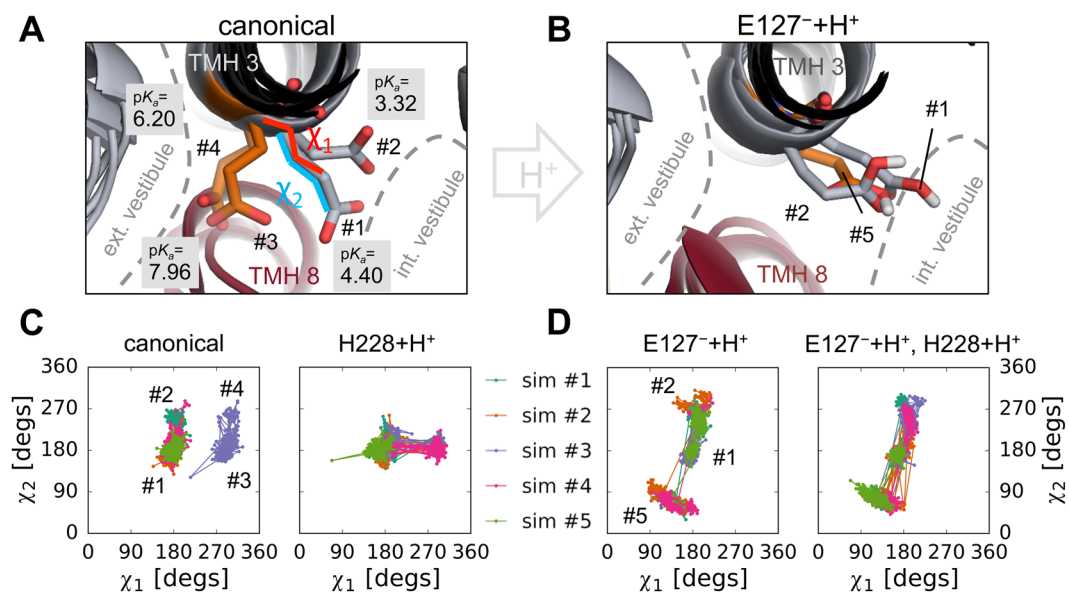 A
canonical
B
E127⁻+H⁺
TMH 3
pKa=
6.20
pKa=
3.32
#4
χ1
#2
χ2
#3
#1
ext. vestibule
int. vestibule
pKa=
7.96
TMH 8
pKa=
4.40
H⁺
TMH 3
#1
#2
#5
ext. vestibule
int. vestibule
TMH 8
C
canonical
H228+H⁺
D
E127⁻+H⁺
E127⁻+H⁺, H228+H⁺
360
270
180
90
0
χ2 [degs]
#2
#4
#1
#3
sim #1
sim #2
sim #3
sim #4
sim #5
#2
#1
#5
360
270
180
90
0
χ2 [degs]
0 90 180 270 360
0 90 180 270 360
0 90 180 270 360
0 90 180 270 360
χ1 [degs]
χ1 [degs]
χ1 [degs]
χ1 [degs]